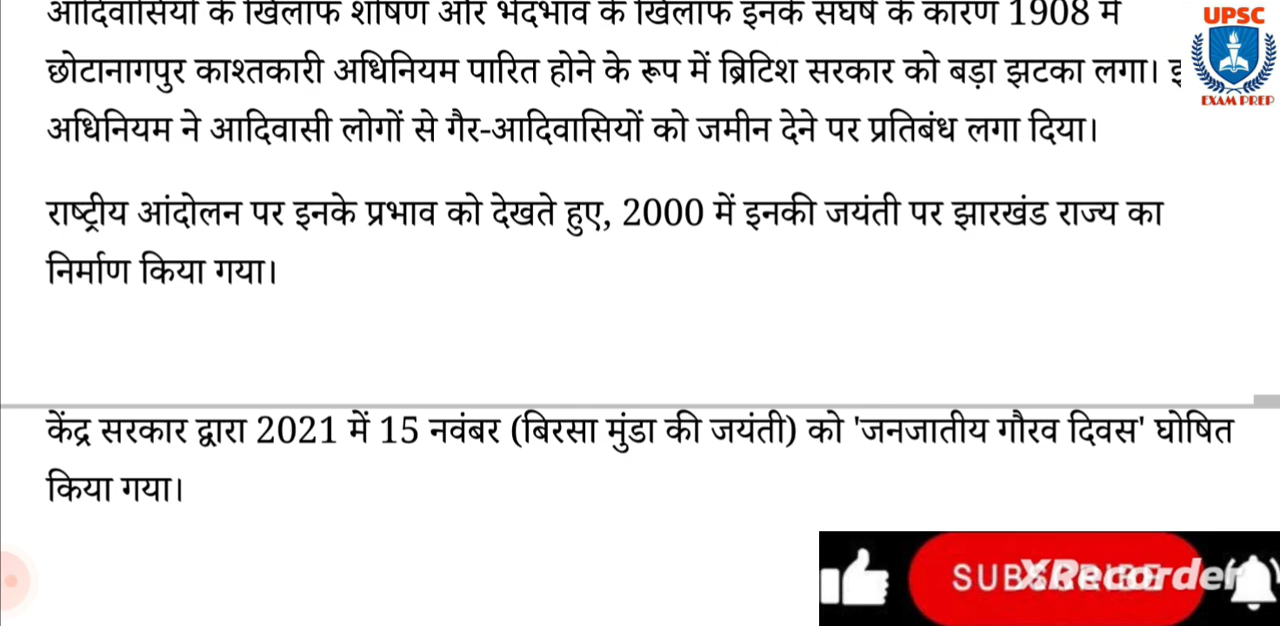 आदिवासियों के खिलाफ शोषण और भेदभाव के खिलाफ इनके संघर्ष के कारण 1908 में
छोटानागपुर काश्तकारी अधिनियम पारित होने के रूप में ब्रिटिश सरकार को बड़ा झटका लगा।
अधिनियम ने आदिवासी लोगों से गैर-आदिवासियों को जमीन देने पर प्रतिबंध लगा दिया।
राष्ट्रीय आंदोलन पर इनके प्रभाव को देखते हुए, 2000 में इनकी जयंती पर झारखंड राज्य का
निर्माण किया गया।
केंद्र सरकार द्वारा 2021 में 15 नवंबर (बिरसा मुंडा की जयंती) को 'जनजातीय गौरव दिवस' घोषित
किया गया।
UPSC
EXAM PREP
SUBSCRIBE
XRecorder